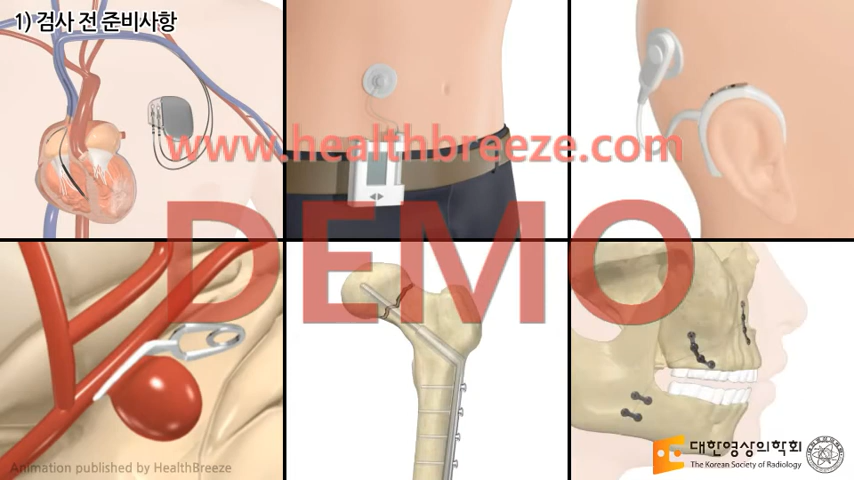 1) 검사 전 준비사항
www.healthbreeze.com
DEMO
Animation published by HealthBreeze
대한영상의학회
The Korean Society of Radiology